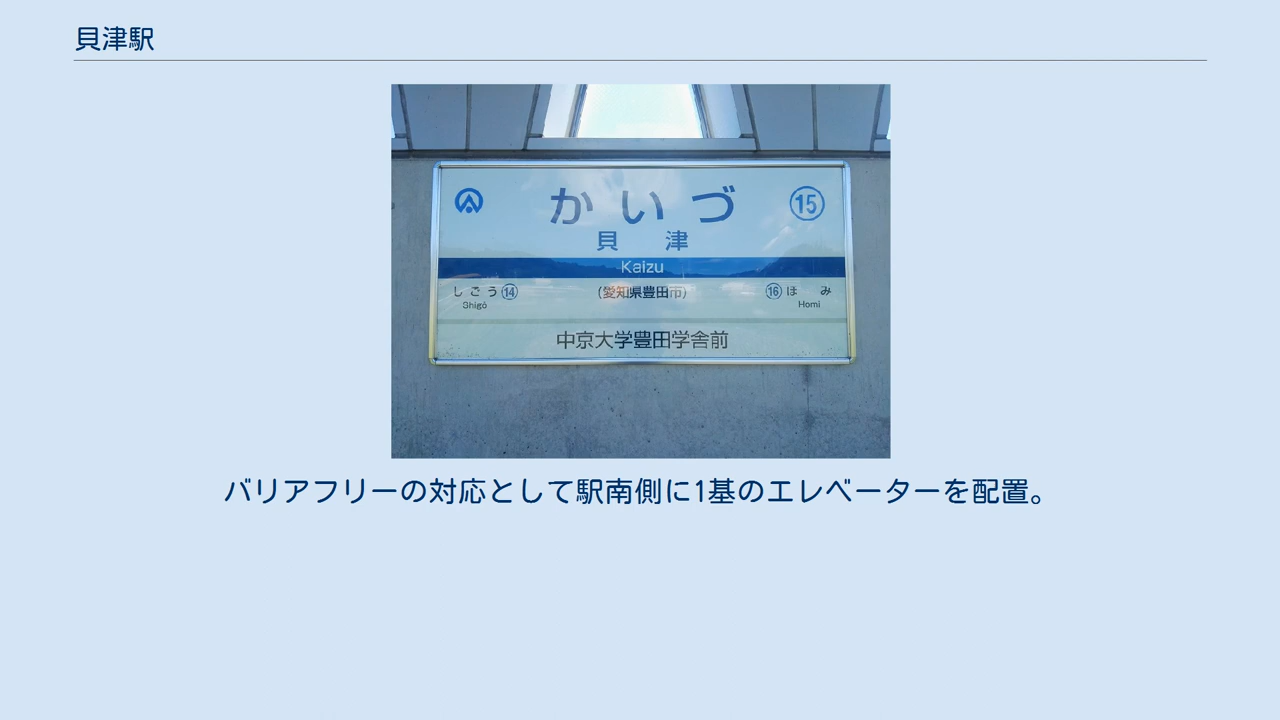 貝津駅
かいづ
15
貝津
Kaizu
しごう 14
Shigō
(愛知県豊田市)
16 ほみ
Homi
中京大学豊田学舎前
バリアフリーの対応として駅南側に1基のエレベーターを配置。